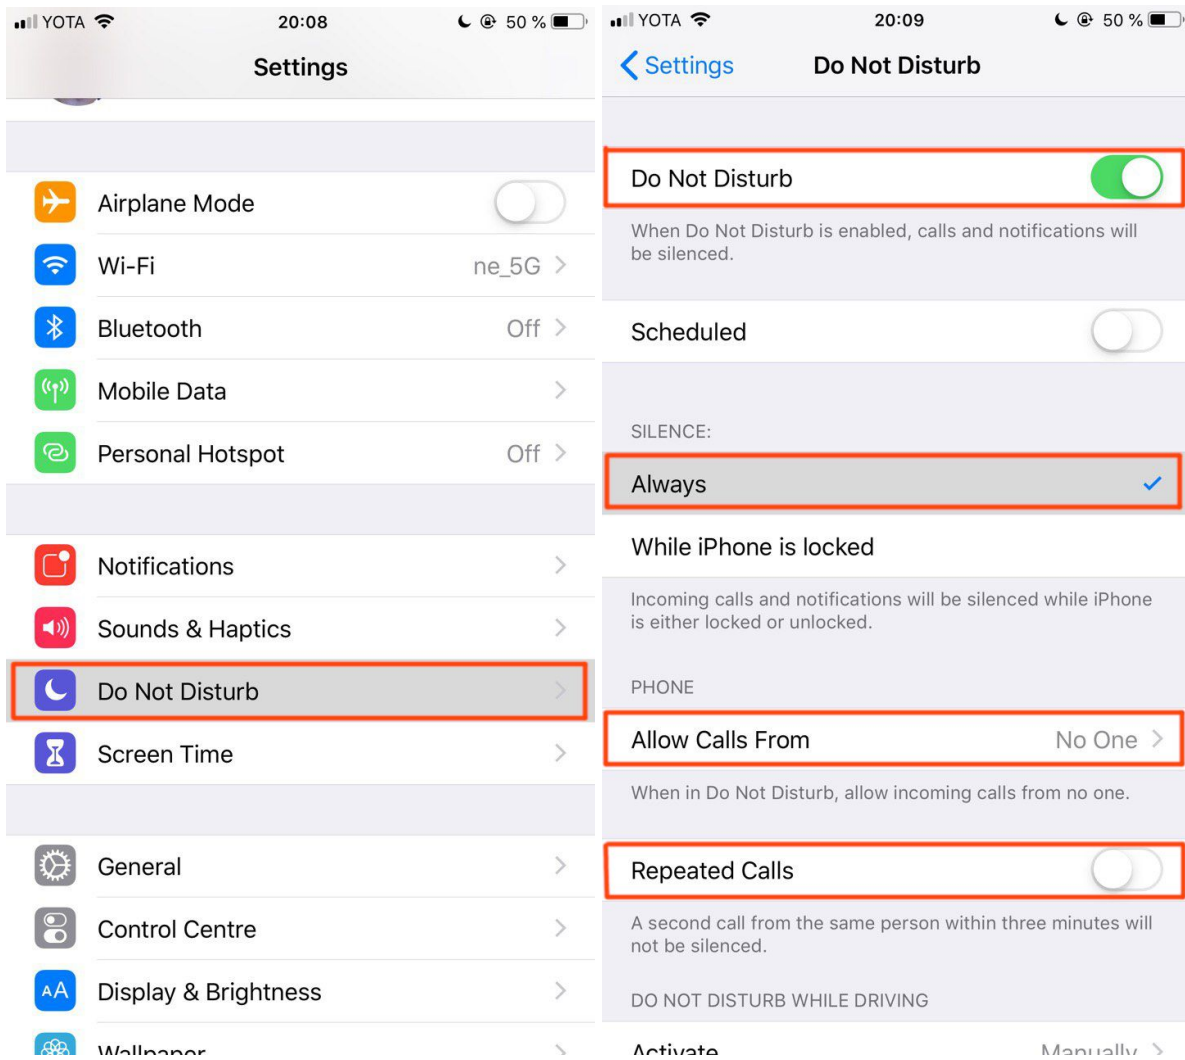 YOTA 20:08 50 %
Settings
Airplane Mode
Wi-Fi ne_5G
Bluetooth Off
Mobile Data
Personal Hotspot Off
Notifications
Sounds & Haptics
Do Not Disturb
Screen Time
General
Control Centre
AA Display & Brightness
Wallpaper
YOTA 20:09 50 %
Settings Do Not Disturb
Do Not Disturb
When Do Not Disturb is enabled, calls and notifications will
be silenced.
Scheduled
SILENCE:
Always
While iPhone is locked
Incoming calls and notifications will be silenced while iPhone
is either locked or unlocked.
PHONE
Allow Calls From No One
When in Do Not Disturb, allow incoming calls from no one.
Repeated Calls
A second call from the same person within three minutes will
not be silenced.
DO NOT DISTURB WHILE DRIVING
Activate Manually